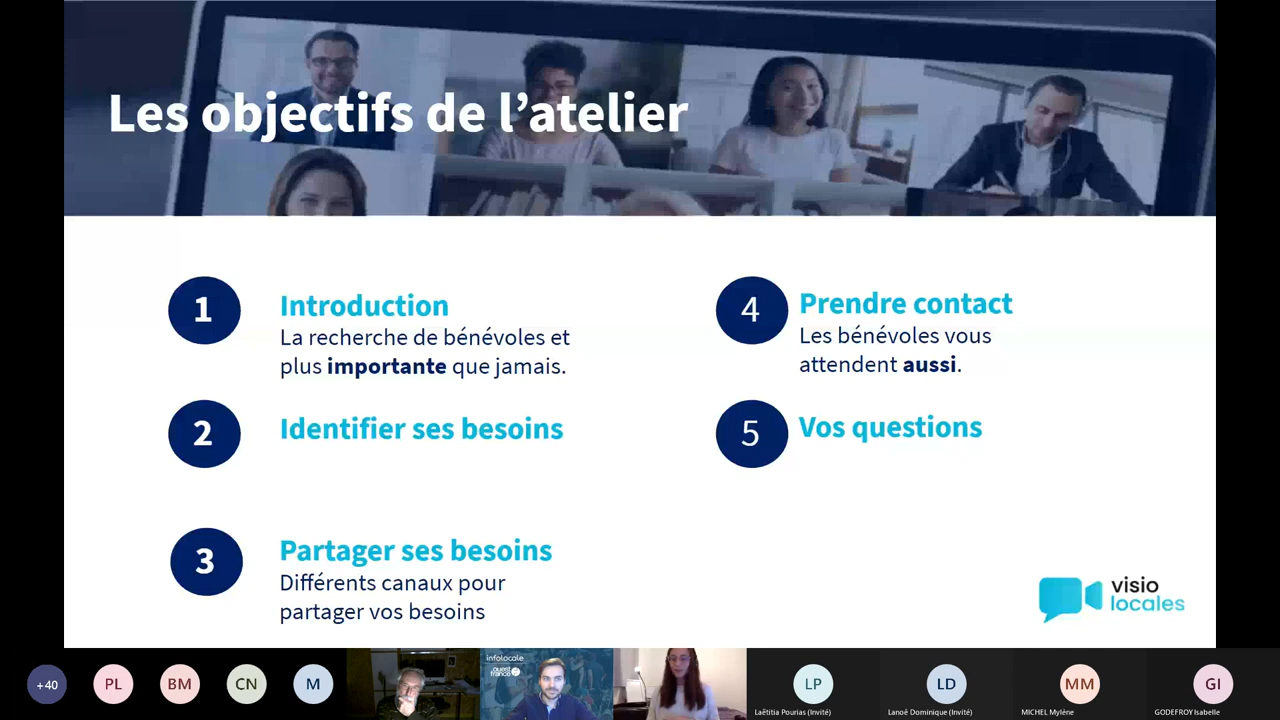 Les objectifs de l’atelier
1
Introduction
La recherche de bénévoles et
plus importante que jamais.
2
Identifier ses besoins
3
Partager ses besoins
Différents canaux pour
partager vos besoins
4
Prendre contact
Les bénévoles vous
attendent aussi.
5
Vos questions
visio
locales
+40
PL
BM
CN
M
infolocale
ouest
france
LP
Laëtitia Pourias (Invité)
LD
Lanoë Dominique (Invité)
MM
MICHEL Mylène
GI
GODEFROY Isabelle